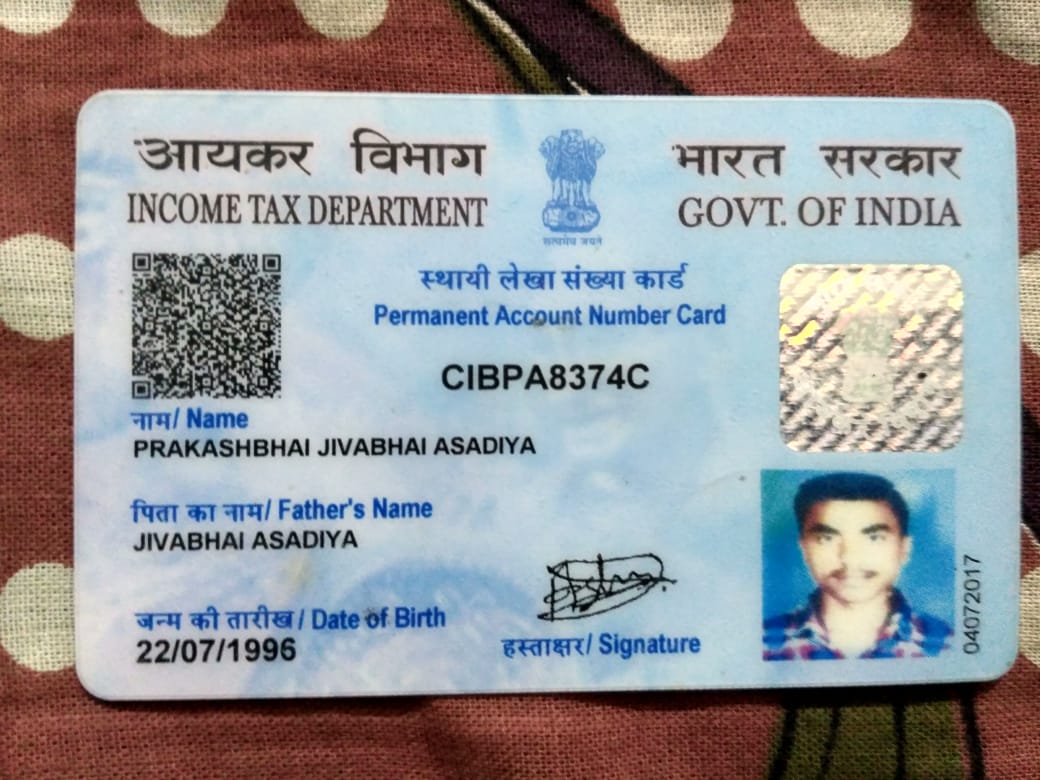 आयकर विभाग
INCOME TAX DEPARTMENT
सत्यमेव जयते
भारत सरकार
GOVT. OF INDIA
स्थायी लेखा संख्या कार्ड
Permanent Account Number Card
CIBPA8374C
नाम/ Name
PRAKASHBHAI JIVABHAI ASADIYA
पिता का नाम/ Father's Name
JIVABHAI ASADIYA
जन्म की तारीख/ Date of Birth
22/07/1996
हस्ताक्षर/ Signature
04072017